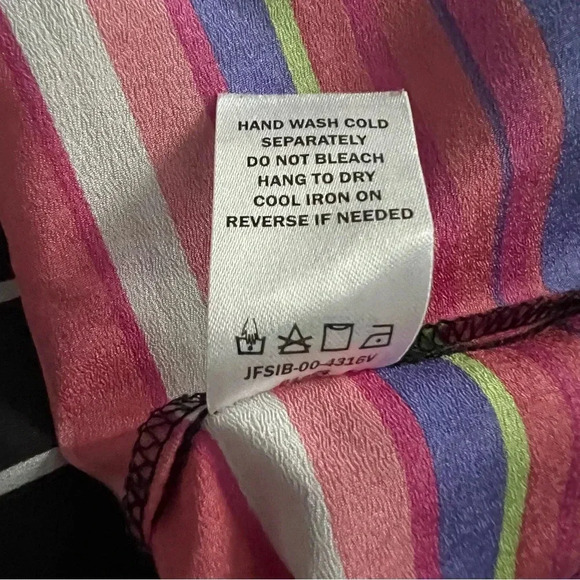 HAND WASH COLD
SEPARATELY
DO NOT BLEACH
HANG TO DRY
COOL IRON ON
REVERSE IF NEEDED
JFSIB-00-4316V